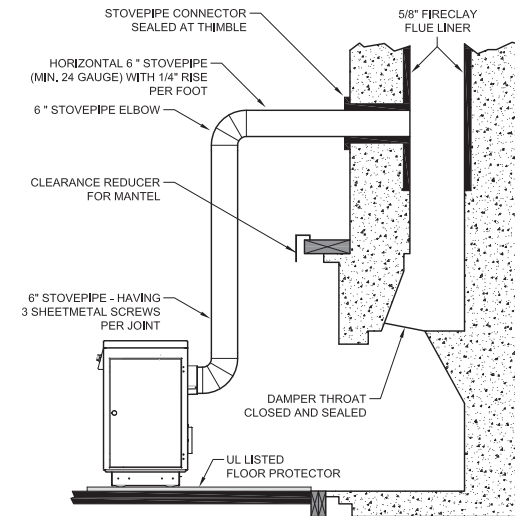 STOVEPIPE CONNECTOR
SEALED AT THIMBLE
5/8" FIRECLAY
FLUE LINER
HORIZONTAL 6 " STOVEPIPE
(MIN. 24 GAUGE) WITH 1/4" RISE
PER FOOT
6 " STOVEPIPE ELBOW
CLEARANCE REDUCER
FOR MANTEL
6" STOVEPIPE - HAVING
3 SHEETMETAL SCREWS
PER JOINT
DAMPER THROAT
CLOSED AND SEALED
UL LISTED
FLOOR PROTECTOR